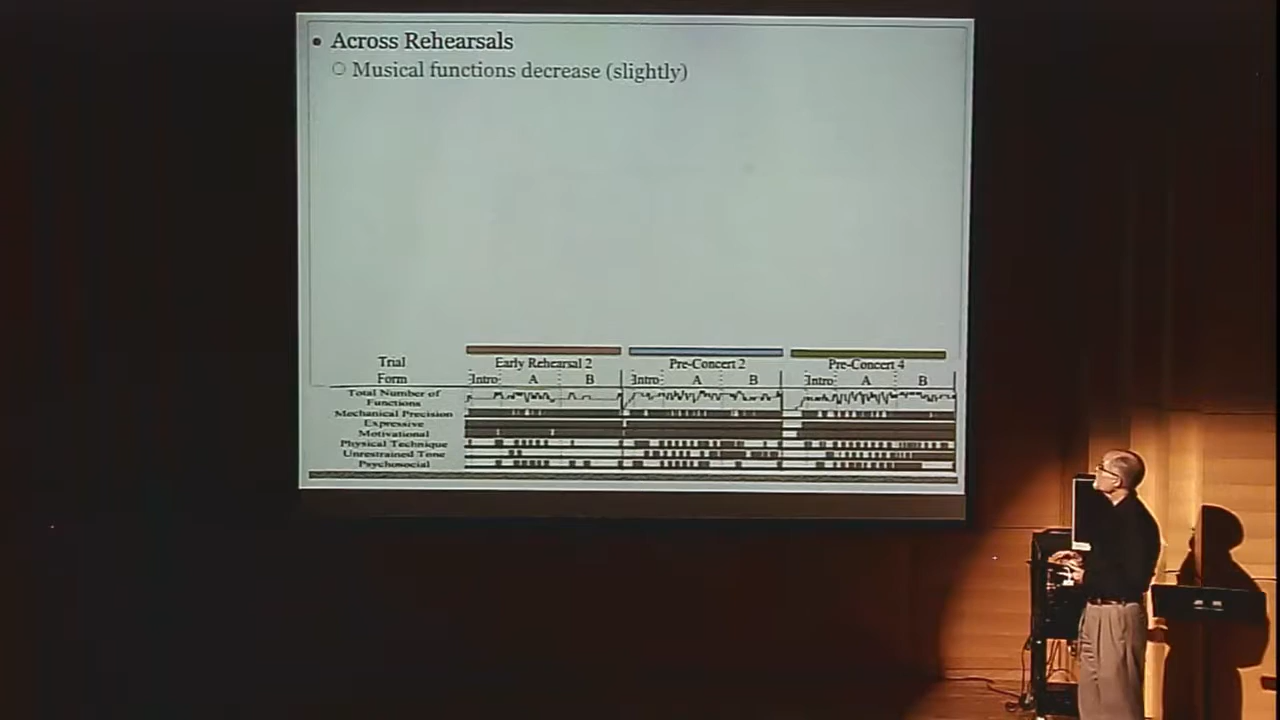 Across Rehearsals
Musical functions decrease (slightly)
Trial Early Rehearsal 2 Pre-Concert 2 Pre-Concert 4
Form Intro A B Intro A B Intro A B
Total Number of
Functions
Mechanical Precision
Expressive
Motivational
Physical Technique
Unrestrained Tone
Psychosocial